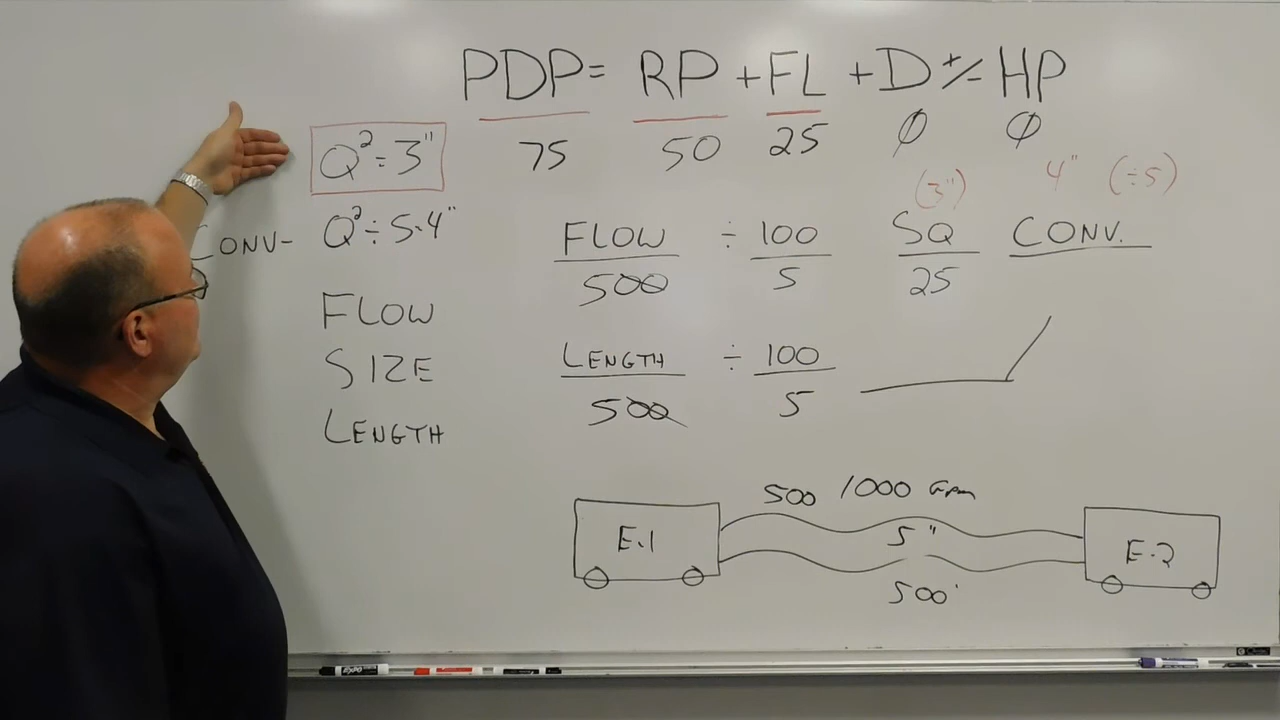 PDP= RP +FL +D +/- HP
75 50 25 Ø Ø
Q² ÷ 3"
(3") 4" (÷5)
CONV- Q² ÷ 5.4"
FLOW ÷ 100 SQ CONV.
500 5 25
FLOW
SIZE
LENGTH ÷ 100
500 5
LENGTH
500 1000 GPM
E.1 5" E.2
500'